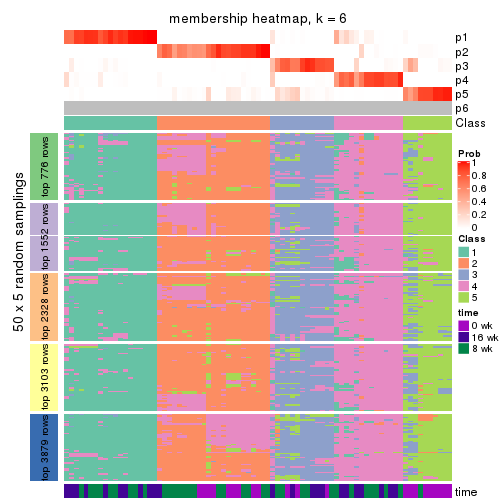 membership heatmap, k = 6
p1
p2
p3
p4
p5
p6
Class
50 x 5 random samplings
top 776 rows
top 1552 rows
top 2328 rows
top 3103 rows
top 3879 rows
time
Prob
1
0.8
0.6
0.4
0.2
0
Class
1
2
3
4
5
time
0 wk
16 wk
8 wk